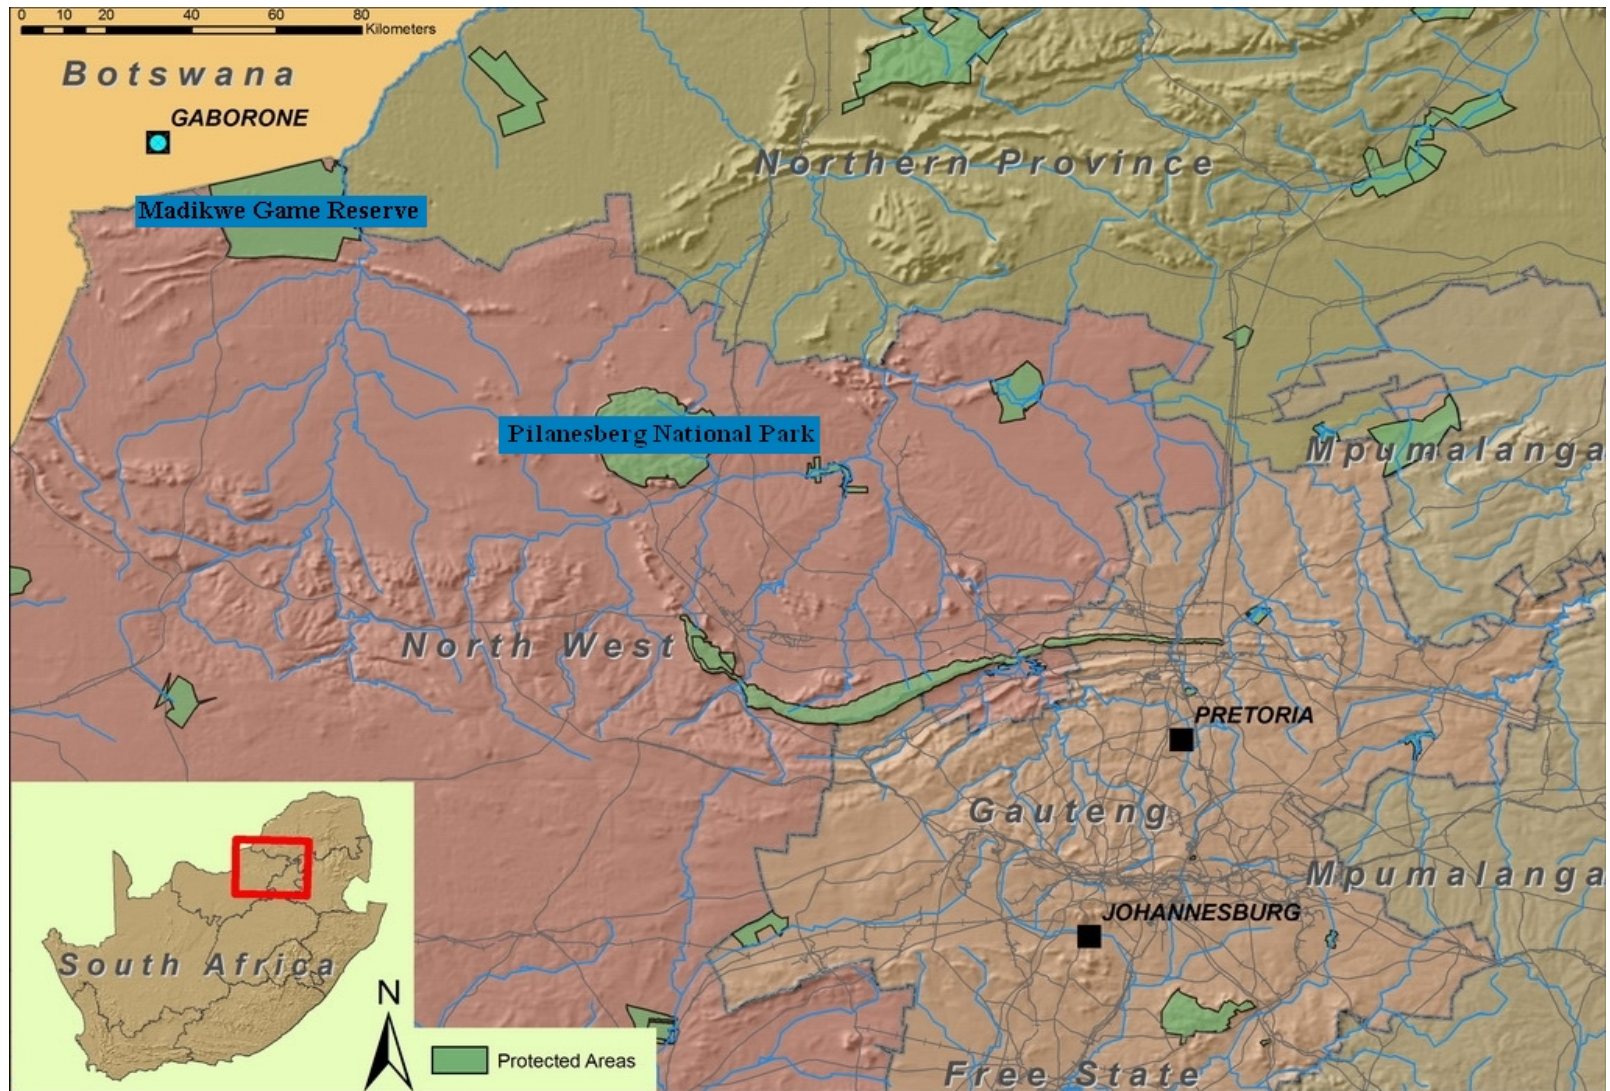 0 10 20 40 60 80
Kilometers
Botswana
GABORONE
Northern Province
Madikwe Game Reserve
Pilanesberg National Park
Mpumalanga
North West
PRETORIA
Gauteng
Mpumalanga
JOHANNESBURG
South Africa
N
Protected Areas
Free State